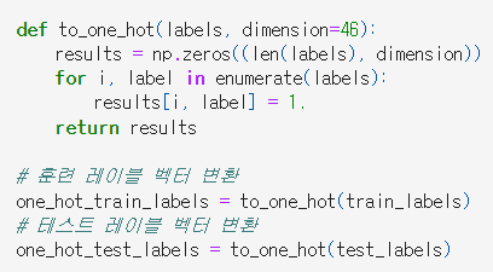 def to_one_hot(labels, dimension=46):
    results = np.zeros((len(labels), dimension))
    for i, label in enumerate(labels):
        results[i, label] = 1.
    return results

# 훈련 레이블 벡터 변환
one_hot_train_labels = to_one_hot(train_labels)
# 테스트 레이블 벡터 변환
one_hot_test_labels = to_one_hot(test_labels)